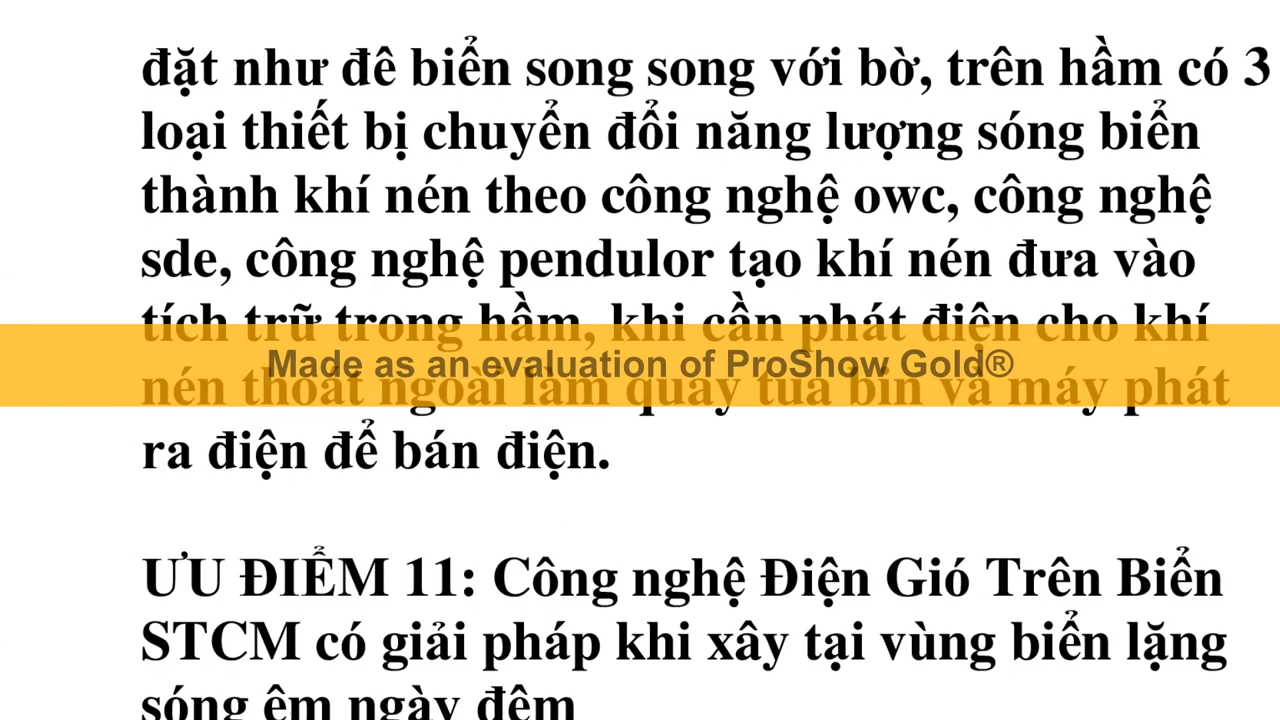 đặt như đê biển song song với bờ, trên hầm có 3
loại thiết bị chuyển đổi năng lượng sóng biển
thành khí nén theo công nghệ owc, công nghệ
sde, công nghệ pendulor tạo khí nén đưa vào
tích trữ trong hầm, khi cần phát điện cho khí
Made as an evaluation of ProShow Gold®
nén thoát ngoài làm quay tua bin và máy phát
ra điện để bán điện.
ƯU ĐIỂM 11: Công nghệ Điện Gió Trên Biển
STCM có giải pháp khi xây tại vùng biển lặng
sóng êm ngày đêm